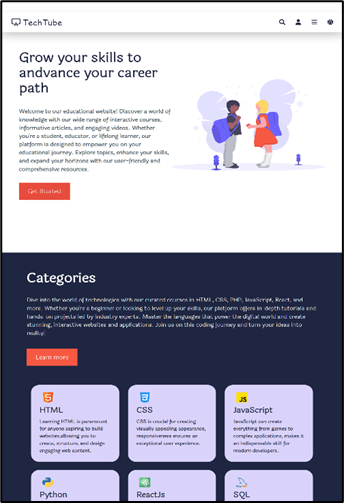 TechTube
Grow your skills to
andvance your career
path
Welcome to our educational website! Discover a world of
knowledge with our wide range of interactive courses,
informative articles, and engaging videos. Whether
you're a student, educator, or lifelong learner, our
platform is designed to empower you on your
educational journey. Explore topics, enhance your skills,
and expand your horizons with our user-friendly and
comprehensive resources.
Get Started
Categories
Dive into the world of technologies with our curated courses in HTML, CSS, PHP, JavaScript, React, and
more. Whether you're a beginner or looking to level up your skills, our platform offers in-depth tutorials and
hands-on projects led by industry experts. Master the languages that power the digital world and create
stunning, interactive websites and applications. Join us on this coding journey and turn your ideas into
reality!
Learn more
HTML
Learning HTML is paramount
for anyone aspiring to build
websites, allowing you to
create, structure, and design
engaging web content.
CSS
CSS is crucial for creating
visually appealing appearance,
responsiveness ensures an
exceptional user experience.
JS
JavaScript
JavaScript can create
everything from games to
complex applications, makes it
an indispensable skill for
modern developers.
Python
ReactJs
SQL